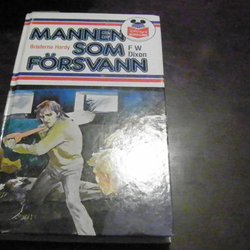 MANNEN
Bröderna Hardy
SOM
F W
Dixon
FÖRSVANN